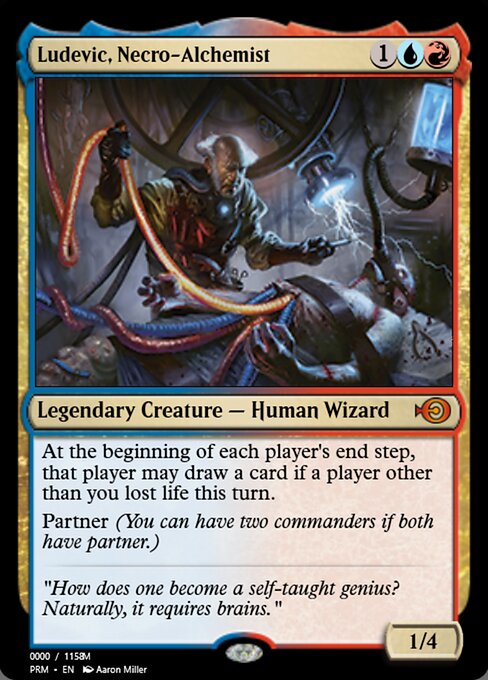 Ludevic, Necro-Alchemist 1
Legendary Creature — Human Wizard
At the beginning of each player's end step,
that player may draw a card if a player other
than you lost life this turn.
Partner (You can have two commanders if both
have partner.)
"How does one become a self-taught genius?
Naturally, it requires brains."
1/4
0000 / 1158M
PRM • EN Aaron Miller